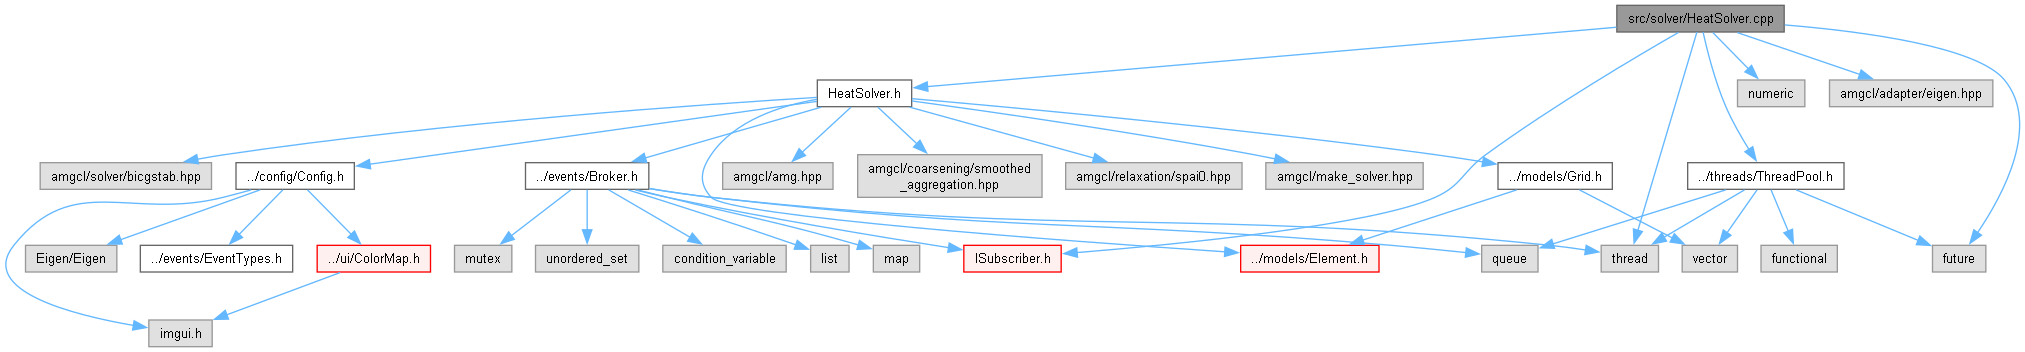 src/solver/HeatSolver.cpp
HeatSolver.h
numeric
amgcl/adapter/eigen.hpp
amgcl/solver/bicgstab.hpp
../config/Config.h
../events/Broker.h
amgcl/amg.hpp
amgcl/coarsening/smoothed
_aggregation.hpp
amgcl/relaxation/spai0.hpp
amgcl/make_solver.hpp
../models/Grid.h
../threads/ThreadPool.h
Eigen/Eigen
../events/EventTypes.h
../ui/ColorMap.h
mutex
unordered_set
condition_variable
list
map
ISubscriber.h
../models/Element.h
queue
thread
vector
functional
future
imgui.h